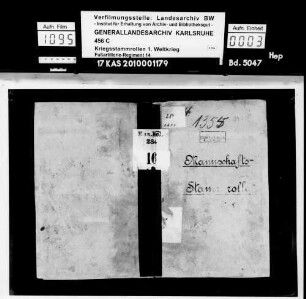 Aufn. Film
1095
Verfilmungsstelle: Landesarchiv BW
- Institut für Erhaltung von Archiv- und Bibliotheksgut -
GENERALLANDESARCHIV KARLSRUHE
456 C
Kriegsstammrollen 1. Weltkrieg
Fußartillerie-Regiment 14
17 KAS 2010001179
Aufn. Einheit
0003
Bd. 5047
Hep
1355
16
Mannschafts-
Stammrolle